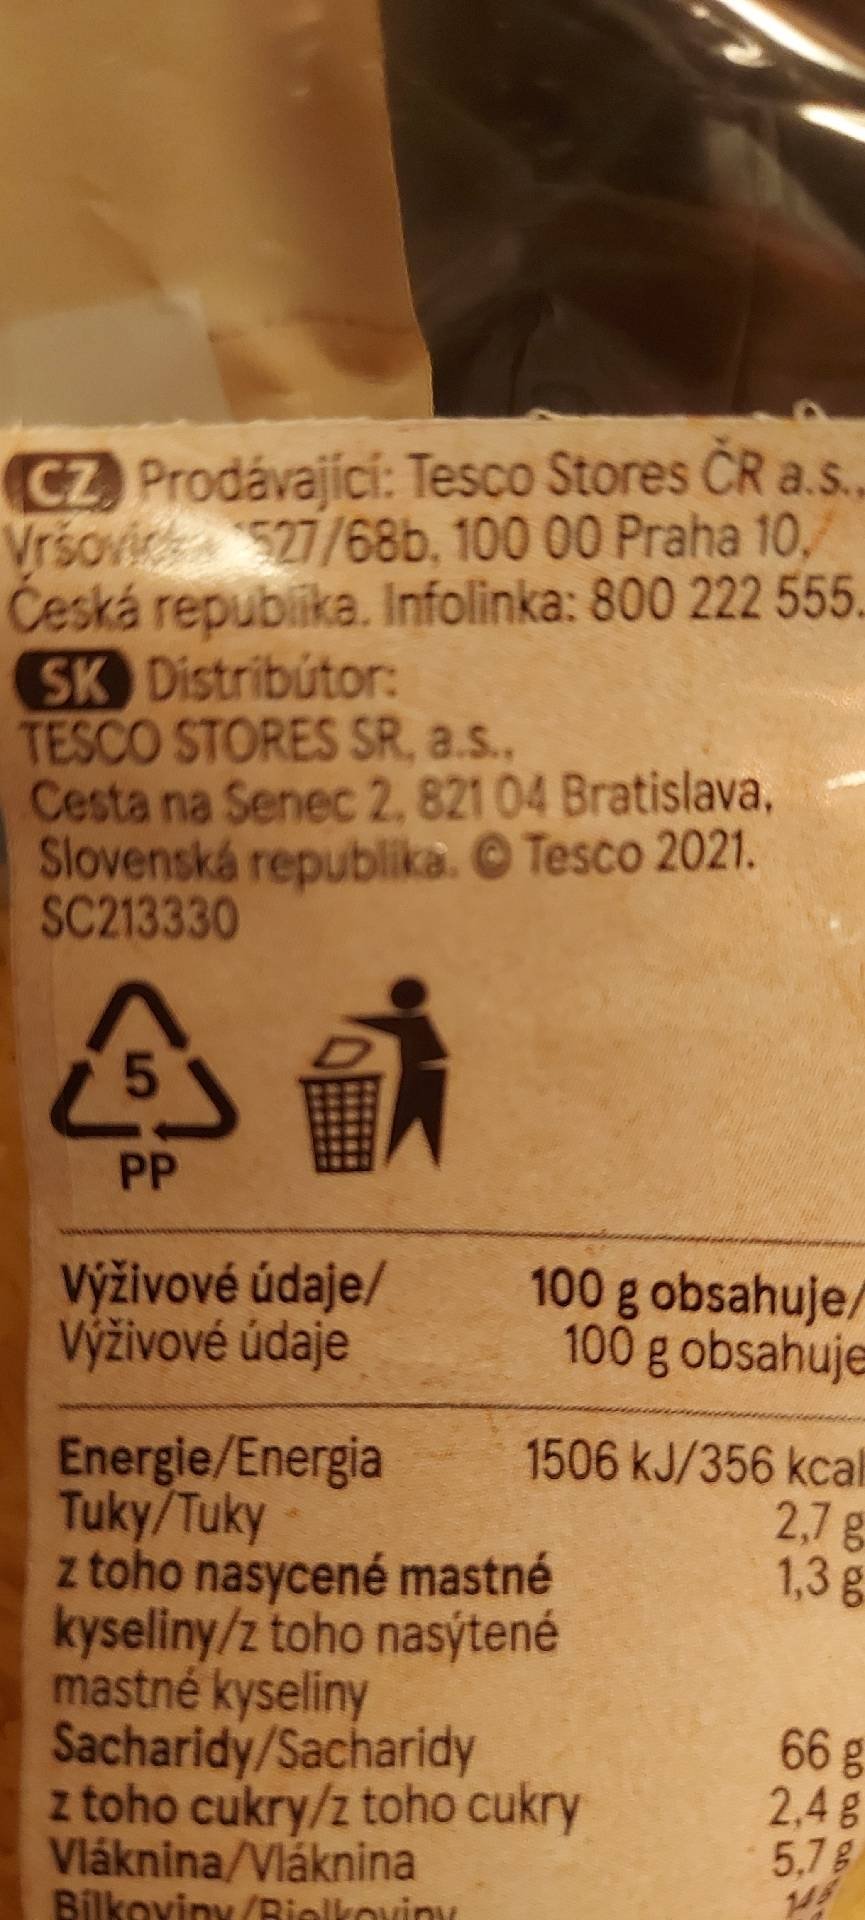 CZ Prodávající: Tesco Stores ČR a.s.,
527/68b, 100 00 Praha 10,
Česká republika. Infolinka: 800 222 555.
SK Distribútor:
TESCO STORES SR, a.s.,
Cesta na Senec 2, 821 04 Bratislava,
Slovenská republika. © Tesco 2021.
SC213330
5
PP
Výživové údaje/ 100 g obsahuje/
Výživové údaje 100 g obsahuje
Energie/Energia 1506 kJ/356 kcal
Tuky/Tuky 2,7 g
z toho nasycené mastné 1,3 g
kyseliny/z toho nasýtené
mastné kyseliny
Sacharidy/Sacharidy 66 g
z toho cukry/z toho cukry 2,4 g
Vláknina/Vláknina 5,7 g
Bílkoviny/Bielkoviny